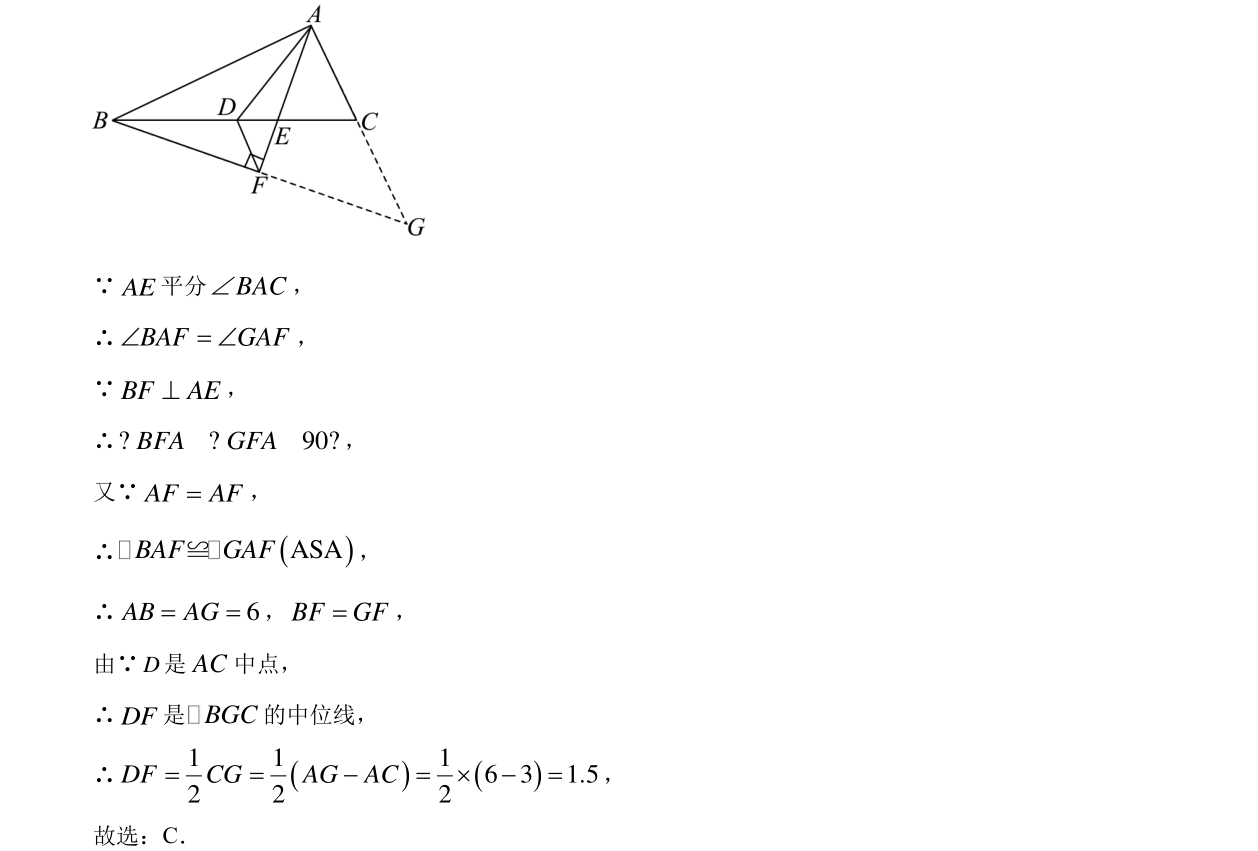 A
B
D
C
E
F
G
∵ AE 平分 ∠BAC，
∴ ∠BAF = ∠GAF，
∵ BF ⊥ AE，
∴ ? BFA ? GFA 90?，
又∵ AF = AF，
∴ □BAF≌□GAF(ASA)，
∴ AB = AG = 6，BF = GF，
由∵ D 是 AC 中点，
∴ DF 是□BGC 的中位线，
∴ DF = 1/2 CG = 1/2 (AG − AC) = 1/2 × (6 − 3) = 1.5，
故选：C．